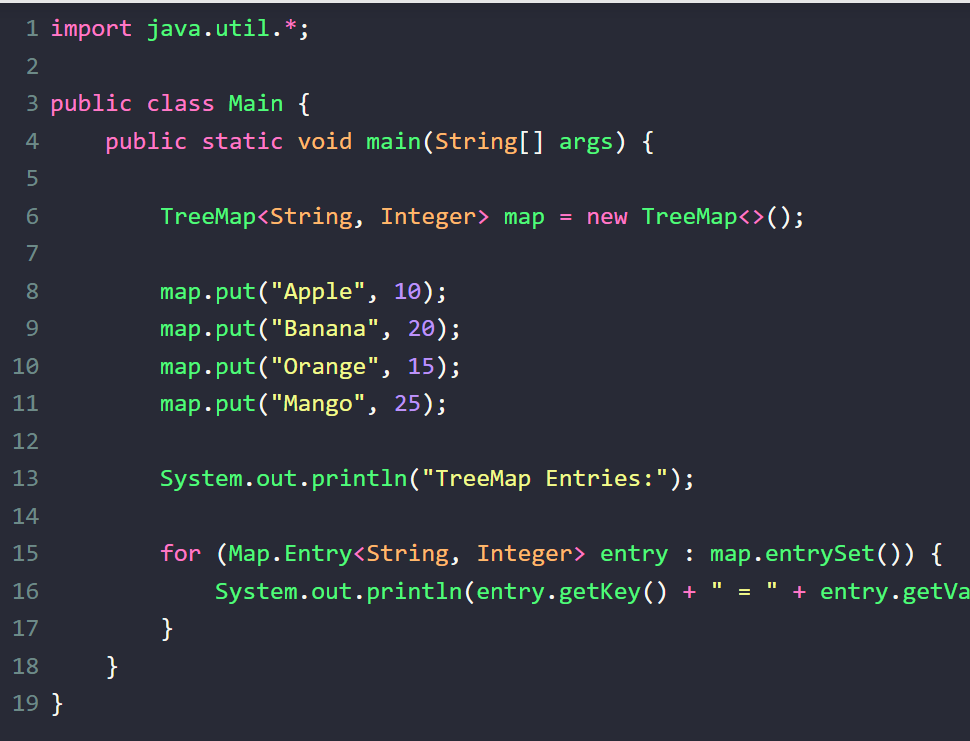 1 import java.util.*;
2
3 public class Main {
4     public static void main(String[] args) {
5
6         TreeMap<String, Integer> map = new TreeMap<>();
7
8         map.put("Apple", 10);
9         map.put("Banana", 20);
10         map.put("Orange", 15);
11         map.put("Mango", 25);
12
13         System.out.println("TreeMap Entries:");
14
15         for (Map.Entry<String, Integer> entry : map.entrySet()) {
16             System.out.println(entry.getKey() + " = " + entry.getVa
17         }
18     }
19 }